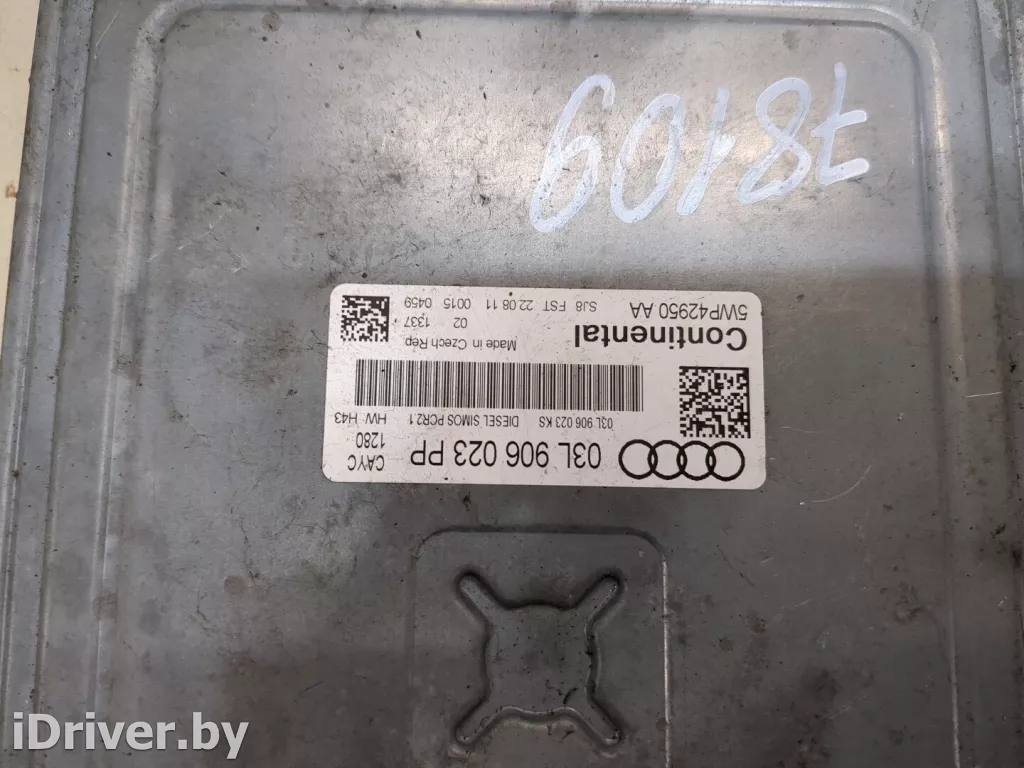 03L 906 023 PP
CAYC
1280
03L 906 023 KS
DIESEL SIMOS PCR2.1
HW H43
Continental
Made in Czech Rep
02
1337
5WP42950 AA
SJ8 FST 22.08.11 0015 0459
78109
iDriver.by